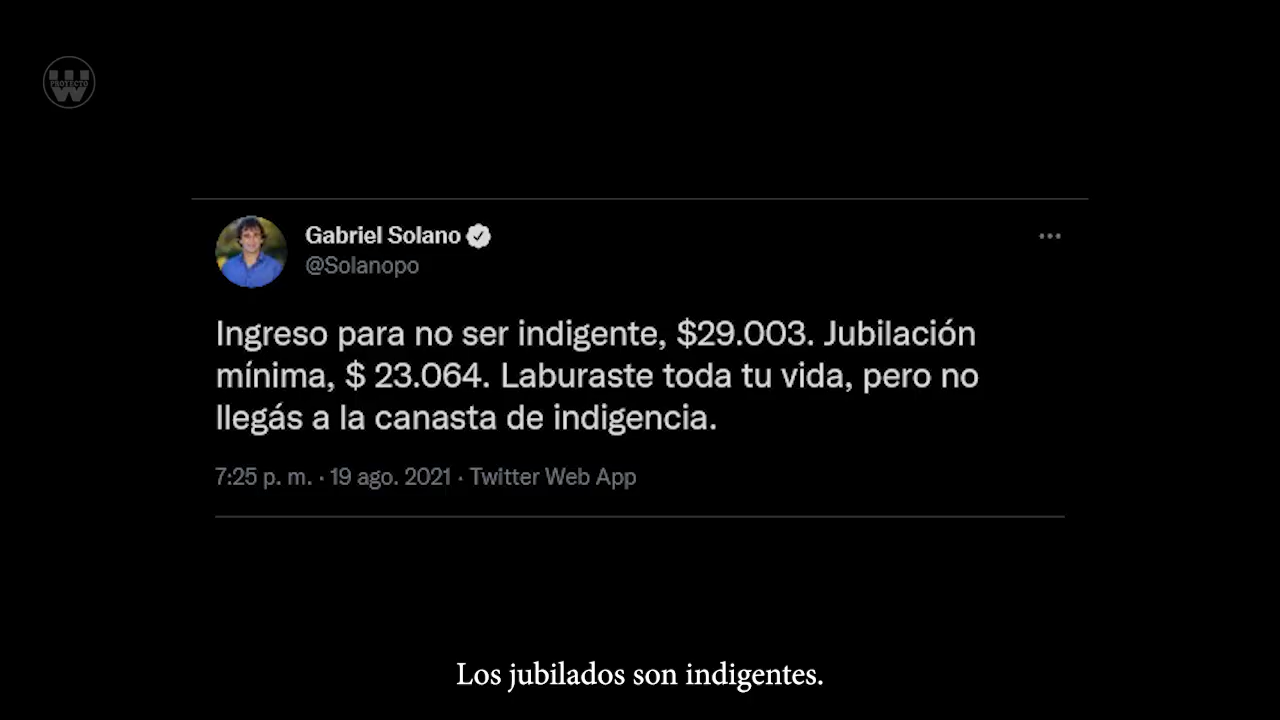 PROYECTO
W
Gabriel Solano
@Solanopo
Ingreso para no ser indigente, $29.003. Jubilación
mínima, $ 23.064. Laburaste toda tu vida, pero no
llegás a la canasta de indigencia.
7:25 p. m. · 19 ago. 2021 · Twitter Web App
Los jubilados son indigentes.